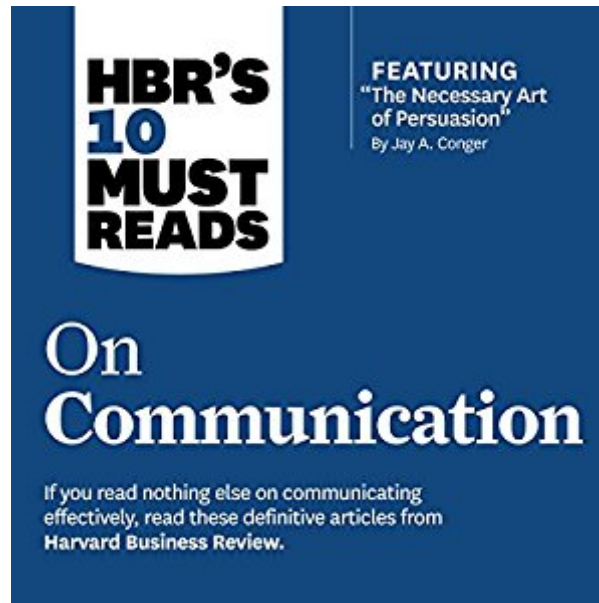 HBR'S
10
MUST
READS
FEATURING
“The Necessary Art
of Persuasion”
By Jay A. Conger
On
Communication
If you read nothing else on communicating
effectively, read these definitive articles from
Harvard Business Review.